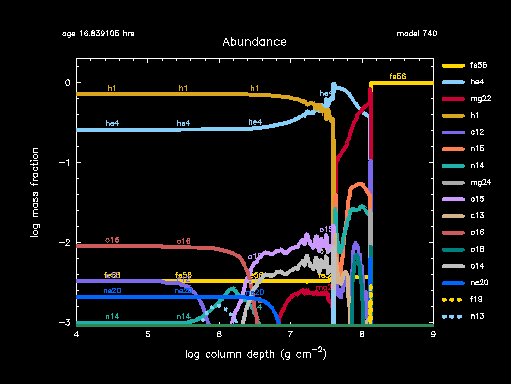 age 16.839105 hrs
model 740
Abundance
log mass fraction
0
−1
−2
−3
4
5
6
7
8
9
log column depth (g cm−2)
h1 h1 h1
he4 he4 he4 he4
o16 o16
fe56 fe56 fe56
ne20
n14 n14
fe56
fe56
he4
mg22
h1
c12
n15
n14
mg24
o15
c13
o16
o18
o14
ne20
f19
n13